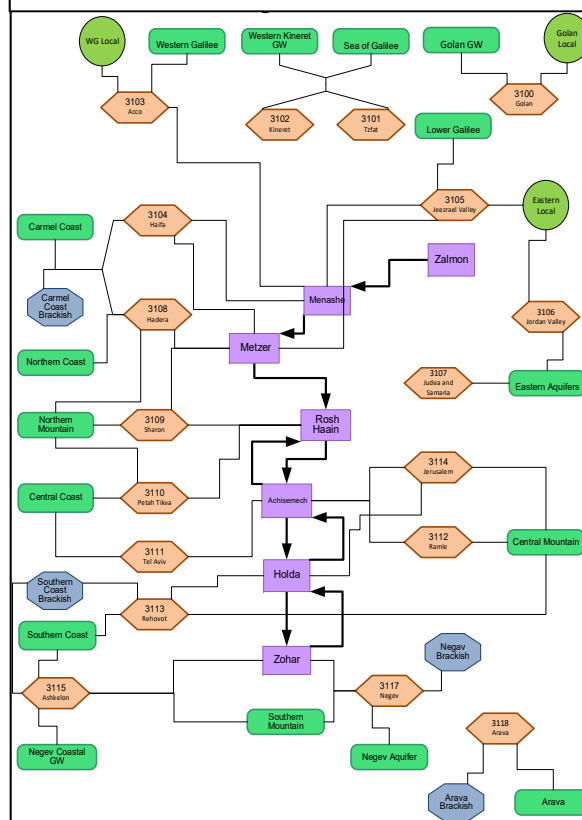 WG Local
Western Galilee
Western Kineret
GW
Sea of Galilee
Golan GW
Golan
Local
3103
Acco
3102
Kineret
3101
Tzfat
3100
Golan
Lower Galilee
3105
Jeezrael Valley
Eastern
Local
Carmel Coast
3104
Haifa
Zalmon
Carmel
Coast
Brackish
Menashe
3108
Hadera
3106
Jordan Valley
Metzer
Northern Coast
3107
Judea and
Samaria
Eastern Aquifers
Northern
Mountain
3109
Sharon
Rosh
Haain
3114
Jerusalem
Central Coast
3110
Petah Tikva
Achisemech
3112
Ramle
Central Mountain
3111
Tel Aviv
Holda
Southern
Coast
Brackish
3113
Rehovot
Southern Coast
Zohar
Negav
Brackish
3115
Ashkelon
3117
Negev
Southern
Mountain
3118
Arava
Negev Coastal
GW
Negev Aquifer
Arava
Brackish
Arava